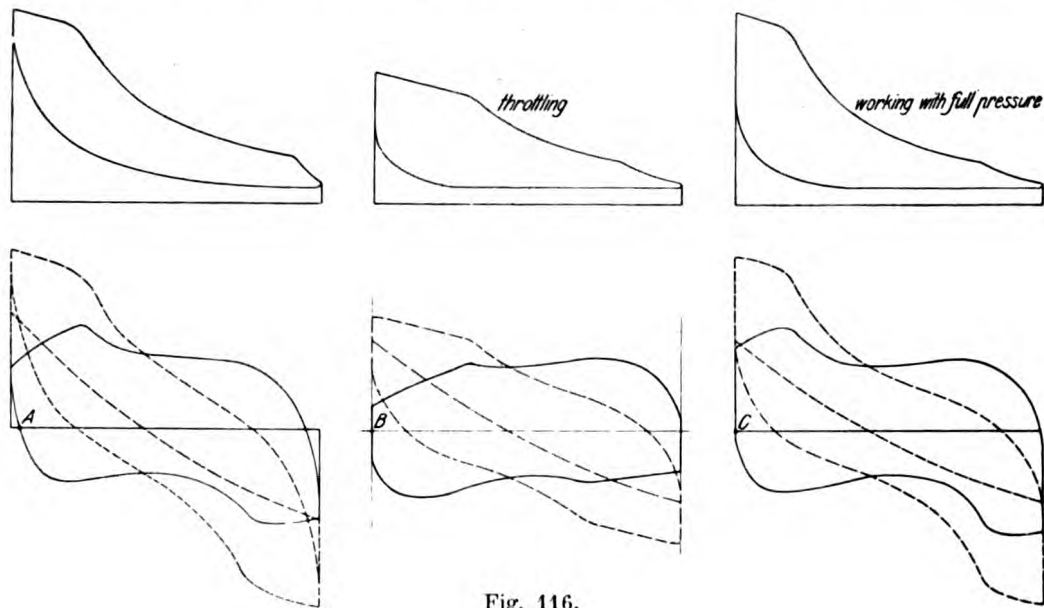 throttling
working with full pressure
A
B
C
Fig. 116.